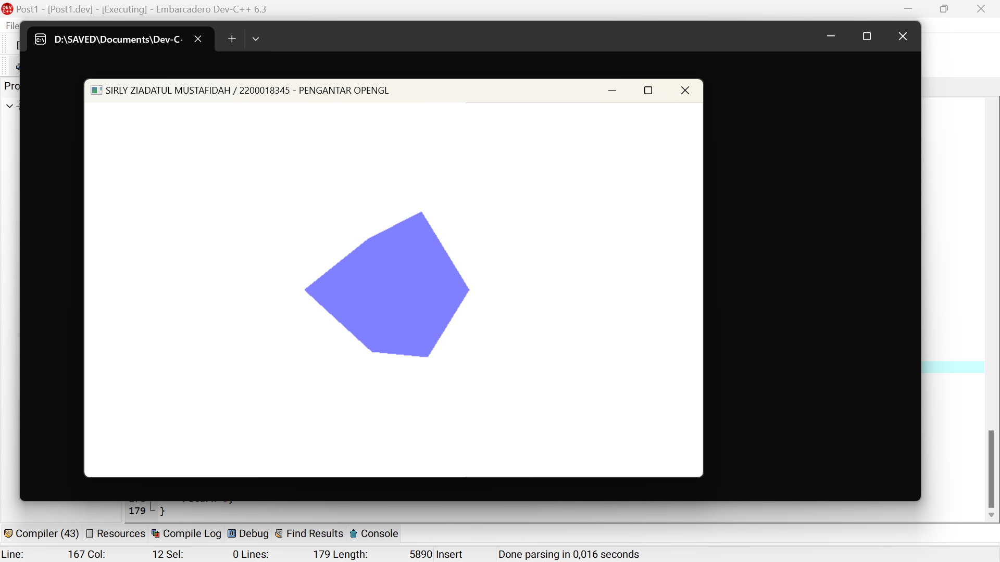 Post1 - [Post1.dev] - [Executing] - Embarcadero Dev-C++ 6.3
File
D:\SAVED\Documents\Dev-C-
Pro
SIRLY ZIADATUL MUSTAFIDAH / 2200018345 - PENGANTAR OPENGL
179 }
Compiler (43) Resources Compile Log Debug Find Results Console
Line: 167 Col: 12 Sel: 0 Lines: 179 Length: 5890 Insert Done parsing in 0,016 seconds